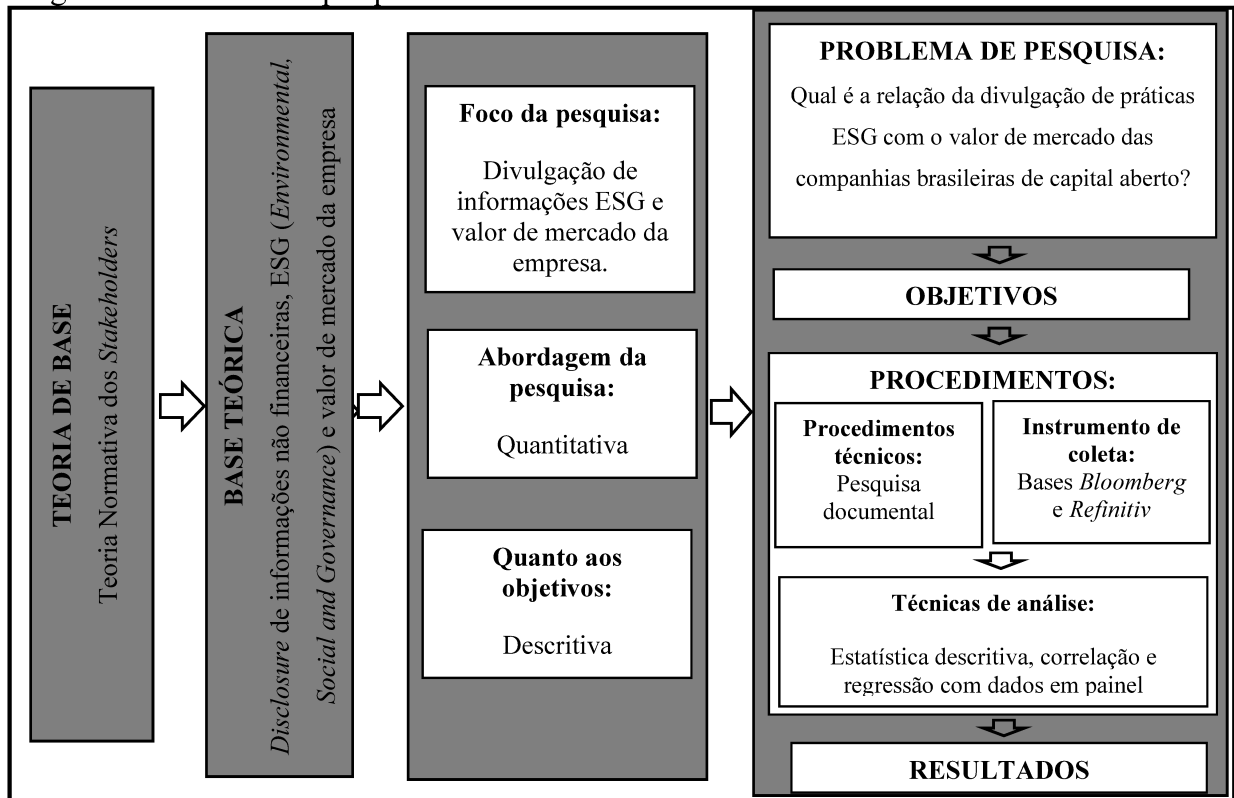 TEORIA DE BASE
Teoria Normativa dos Stakeholders
BASE TEÓRICA
Disclosure de informações não financeiras, ESG (Environmental,
Social and Governance) e valor de mercado da empresa
Foco da pesquisa:
Divulgação de
informações ESG e
valor de mercado da
empresa.
Abordagem da
pesquisa:
Quantitativa
Quanto aos
objetivos:
Descritiva
PROBLEMA DE PESQUISA:
Qual é a relação da divulgação de práticas
ESG com o valor de mercado das
companhias brasileiras de capital aberto?
OBJETIVOS
PROCEDIMENTOS:
Procedimentos
técnicos:
Pesquisa
documental
Instrumento de
coleta:
Bases Bloomberg
e Refinitiv
Técnicas de análise:
Estatística descritiva, correlação e
regressão com dados em painel
RESULTADOS